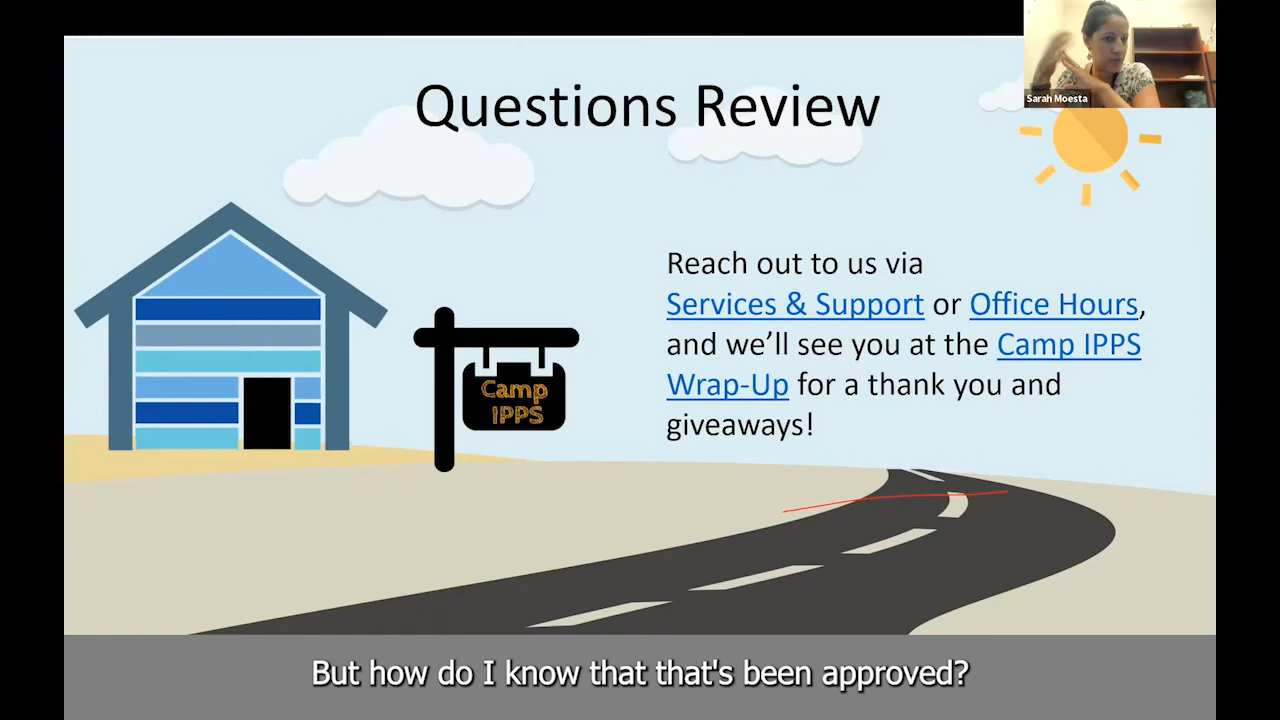 Questions Review
Sarah Moesta
Reach out to us via
Services & Support or Office Hours,
and we’ll see you at the Camp IPPS
Wrap-Up for a thank you and
giveaways!
Camp
IPPS
But how do I know that that's been approved?